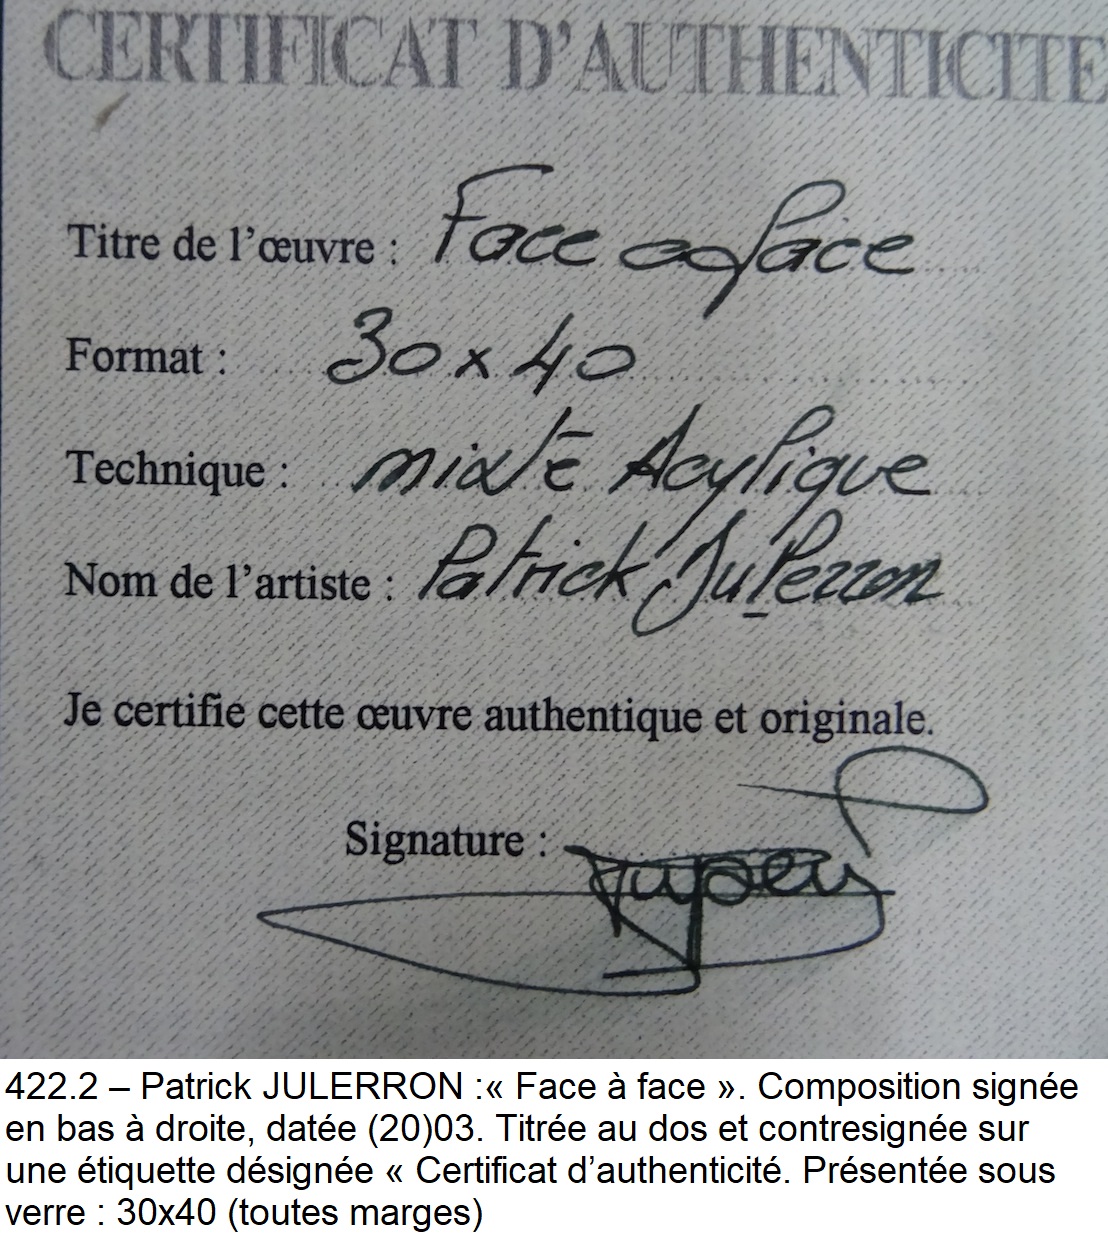 CERTIFICAT D'AUTHENTICITE
Titre de l'œuvre : Face a face
Format : 30 x 40
Technique : mixte Acylique
Nom de l'artiste : Patrick Julerron
Je certifie cette œuvre authentique et originale.
Signature :
422.2 – Patrick JULERRON :« Face à face ». Composition signée
en bas à droite, datée (20)03. Titrée au dos et contresignée sur
une étiquette désignée « Certificat d'authenticité. Présentée sous
verre : 30x40 (toutes marges)